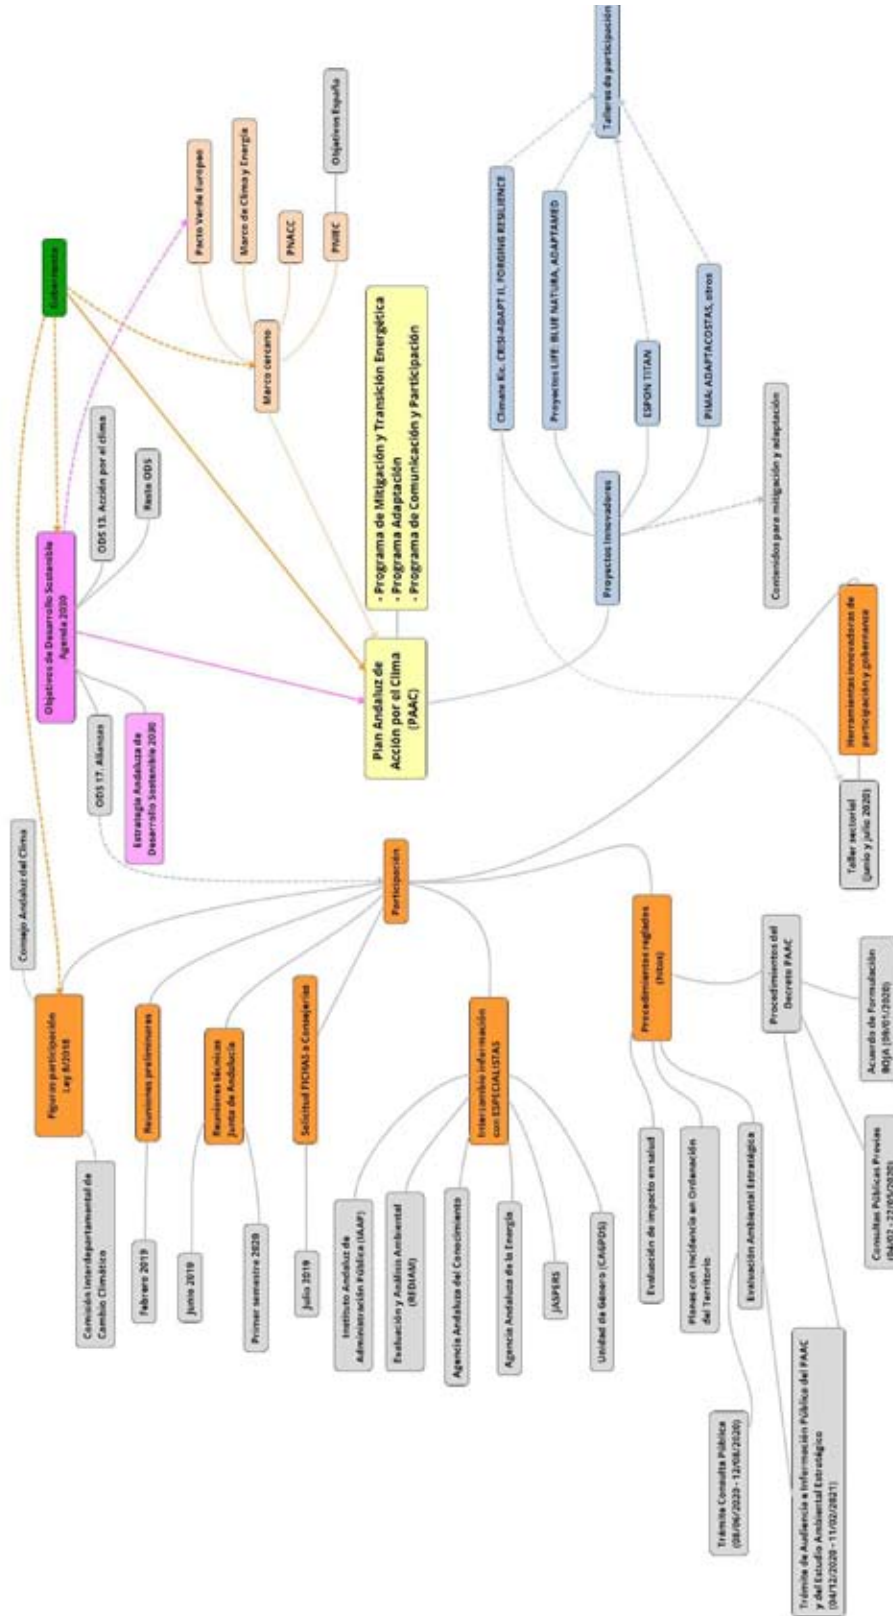 Consejo Andaluz del Clima
Figuras participación
Ley 8/2018
Comisión Interdepartamental de
Cambio Climático
Reuniones preliminares
Febrero 2019
Reuniones técnicas
Junta de Andalucía
Junio 2019
Primer semestre 2020
Solicitud FICHAS a Consejerías
Julio 2019
Intercambio información
con ESPECIALISTAS
Instituto Andaluz de
Administración Pública (IAAP)
Evaluación y Análisis Ambiental
(REDIAM)
Agencia Andaluza del Conocimiento
Agencia Andaluza de la Energía
JASPERS
Unidad de Género (CAGPDS)
Participación
Procedimientos reglados
(hitos)
Evaluación de impacto en salud
Planes con Incidencia en Ordenación
del Territorio
Evaluación Ambiental Estratégica
Trámite Consulta Pública
(08/06/2020 - 12/08/2020)
Trámite de Audiencia e Información Pública del PAAC
y del Estudio Ambiental Estratégico
(04/12/2020 - 11/02/2021)
Procedimientos del
Decreto PAAC
Consultas Públicas Previas
Acuerdo de Formulación
BOJA (09/01/2020)
Objetivos de Desarrollo Sostenible
Agenda 2030
ODS 17. Alianzas
Estrategia Andaluza de
Desarrollo Sostenible 2030
ODS 13. Acción por el clima
Resto ODS
Gobernanza
Pacto Verde Europeo
Marco de Clima y Energía
PNACC
PNIEC
Objetivos España
Marco cercano
Plan Andaluz de
Acción por el Clima
(PAAC)
- Programa de Mitigación y Transición Energética
- Programa Adaptación
- Programa de Comunicación y Participación
Proyectos Innovadores
Climate Kic. CRISI-ADAPT II, FORGING RESILIENCE
Proyectos LIFE: BLUE NATURA, ADAPTAMED
ESPON TITAN
PIMA: ADAPTACOSTAS, otros
Talleres de participación
Contenidos para mitigación y adaptación
Herramientas innovadoras de
participación y gobernanza
Taller sectorial
(junio y julio 2020)